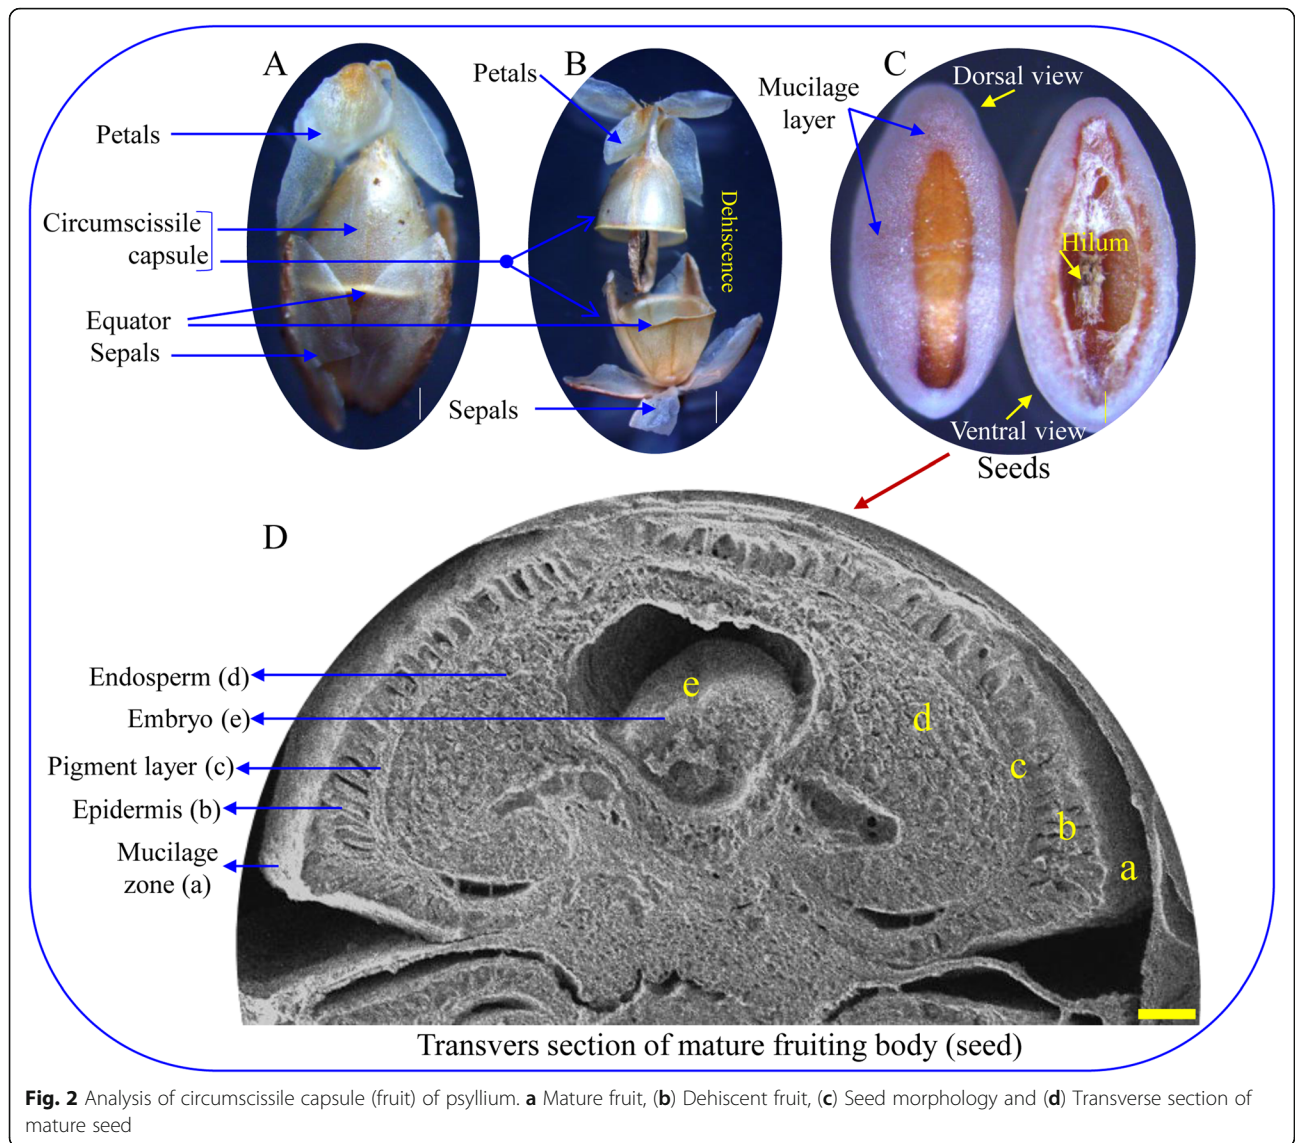 A
B
C
Petals
Petals
Mucilage
layer
Dorsal view
Circumscissile
capsule
Dehiscence
Hilum
Equator
Sepals
Sepals
Ventral view
Seeds
D
Endosperm (d)
Embryo (e)
Pigment layer (c)
Epidermis (b)
Mucilage
zone (a)
e
d
c
b
a
Transvers section of mature fruiting body (seed)
Fig. 2 Analysis of circumscissile capsule (fruit) of psyllium. a Mature fruit, (b) Dehiscent fruit, (c) Seed morphology and (d) Transverse section of
mature seed